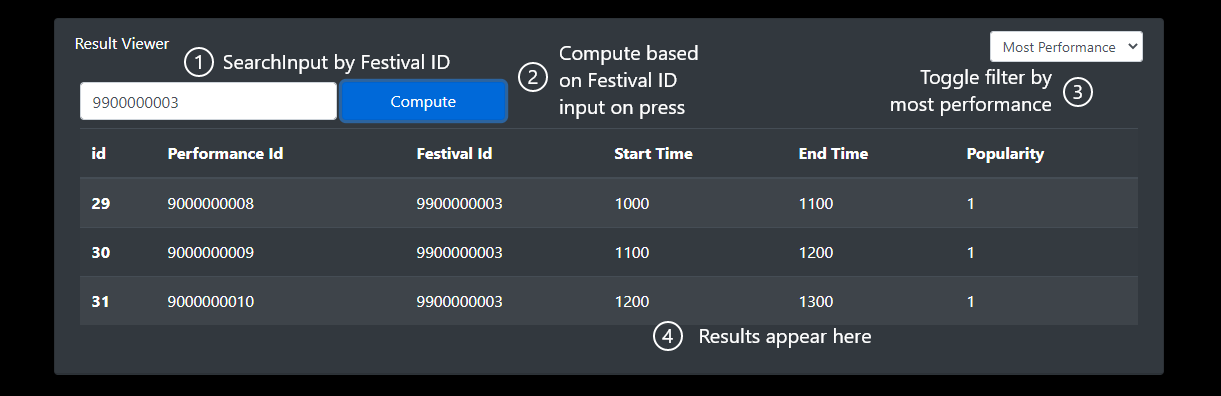 Result Viewer
Most Performance
1 SearchInput by Festival ID
2 Compute based
on Festival ID
input on press
Toggle filter by
most performance 3
9900000003
Compute
id Performance Id Festival Id Start Time End Time Popularity
29 9000000008 9900000003 1000 1100 1
30 9000000009 9900000003 1100 1200 1
31 9000000010 9900000003 1200 1300 1
4 Results appear here